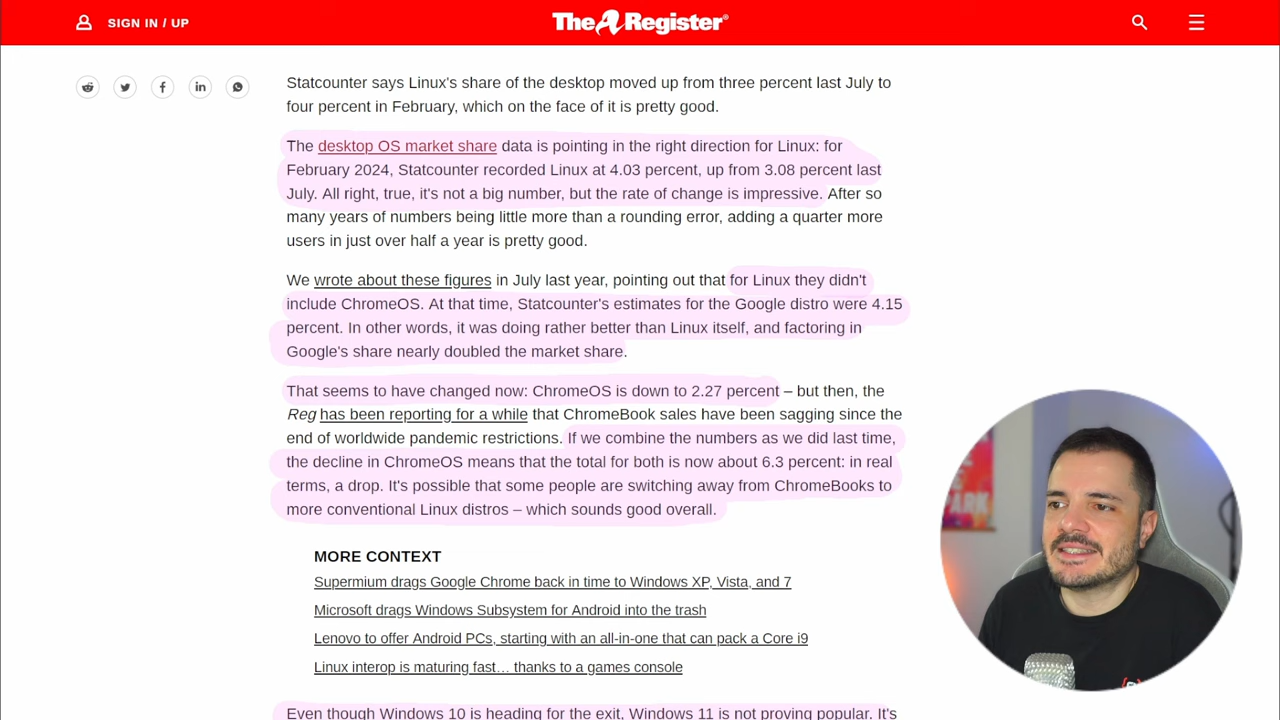 SIGN IN / UP
The Register®
Statcounter says Linux's share of the desktop moved up from three percent last July to
four percent in February, which on the face of it is pretty good.
The desktop OS market share data is pointing in the right direction for Linux: for
February 2024, Statcounter recorded Linux at 4.03 percent, up from 3.08 percent last
July. All right, true, it's not a big number, but the rate of change is impressive. After so
many years of numbers being little more than a rounding error, adding a quarter more
users in just over half a year is pretty good.
We wrote about these figures in July last year, pointing out that for Linux they didn't
include ChromeOS. At that time, Statcounter's estimates for the Google distro were 4.15
percent. In other words, it was doing rather better than Linux itself, and factoring in
Google's share nearly doubled the market share.
That seems to have changed now: ChromeOS is down to 2.27 percent – but then, the
Reg has been reporting for a while that ChromeBook sales have been sagging since the
end of worldwide pandemic restrictions. If we combine the numbers as we did last time,
the decline in ChromeOS means that the total for both is now about 6.3 percent: in real
terms, a drop. It's possible that some people are switching away from ChromeBooks to
more conventional Linux distros – which sounds good overall.
MORE CONTEXT
Supermium drags Google Chrome back in time to Windows XP, Vista, and 7
Microsoft drags Windows Subsystem for Android into the trash
Lenovo to offer Android PCs, starting with an all-in-one that can pack a Core i9
Linux interop is maturing fast… thanks to a games console
Even though Windows 10 is heading for the exit, Windows 11 is not proving popular. It's